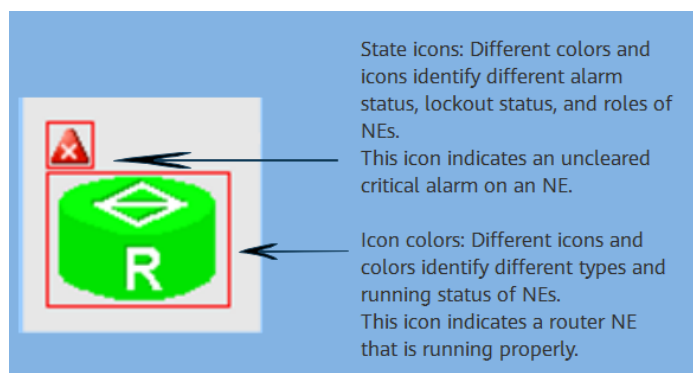 State icons: Different colors and
icons identify different alarm
status, lockout status, and roles of
NEs.
This icon indicates an uncleared
critical alarm on an NE.
Icon colors: Different icons and
colors identify different types and
running status of NEs.
This icon indicates a router NE
that is running properly.
R